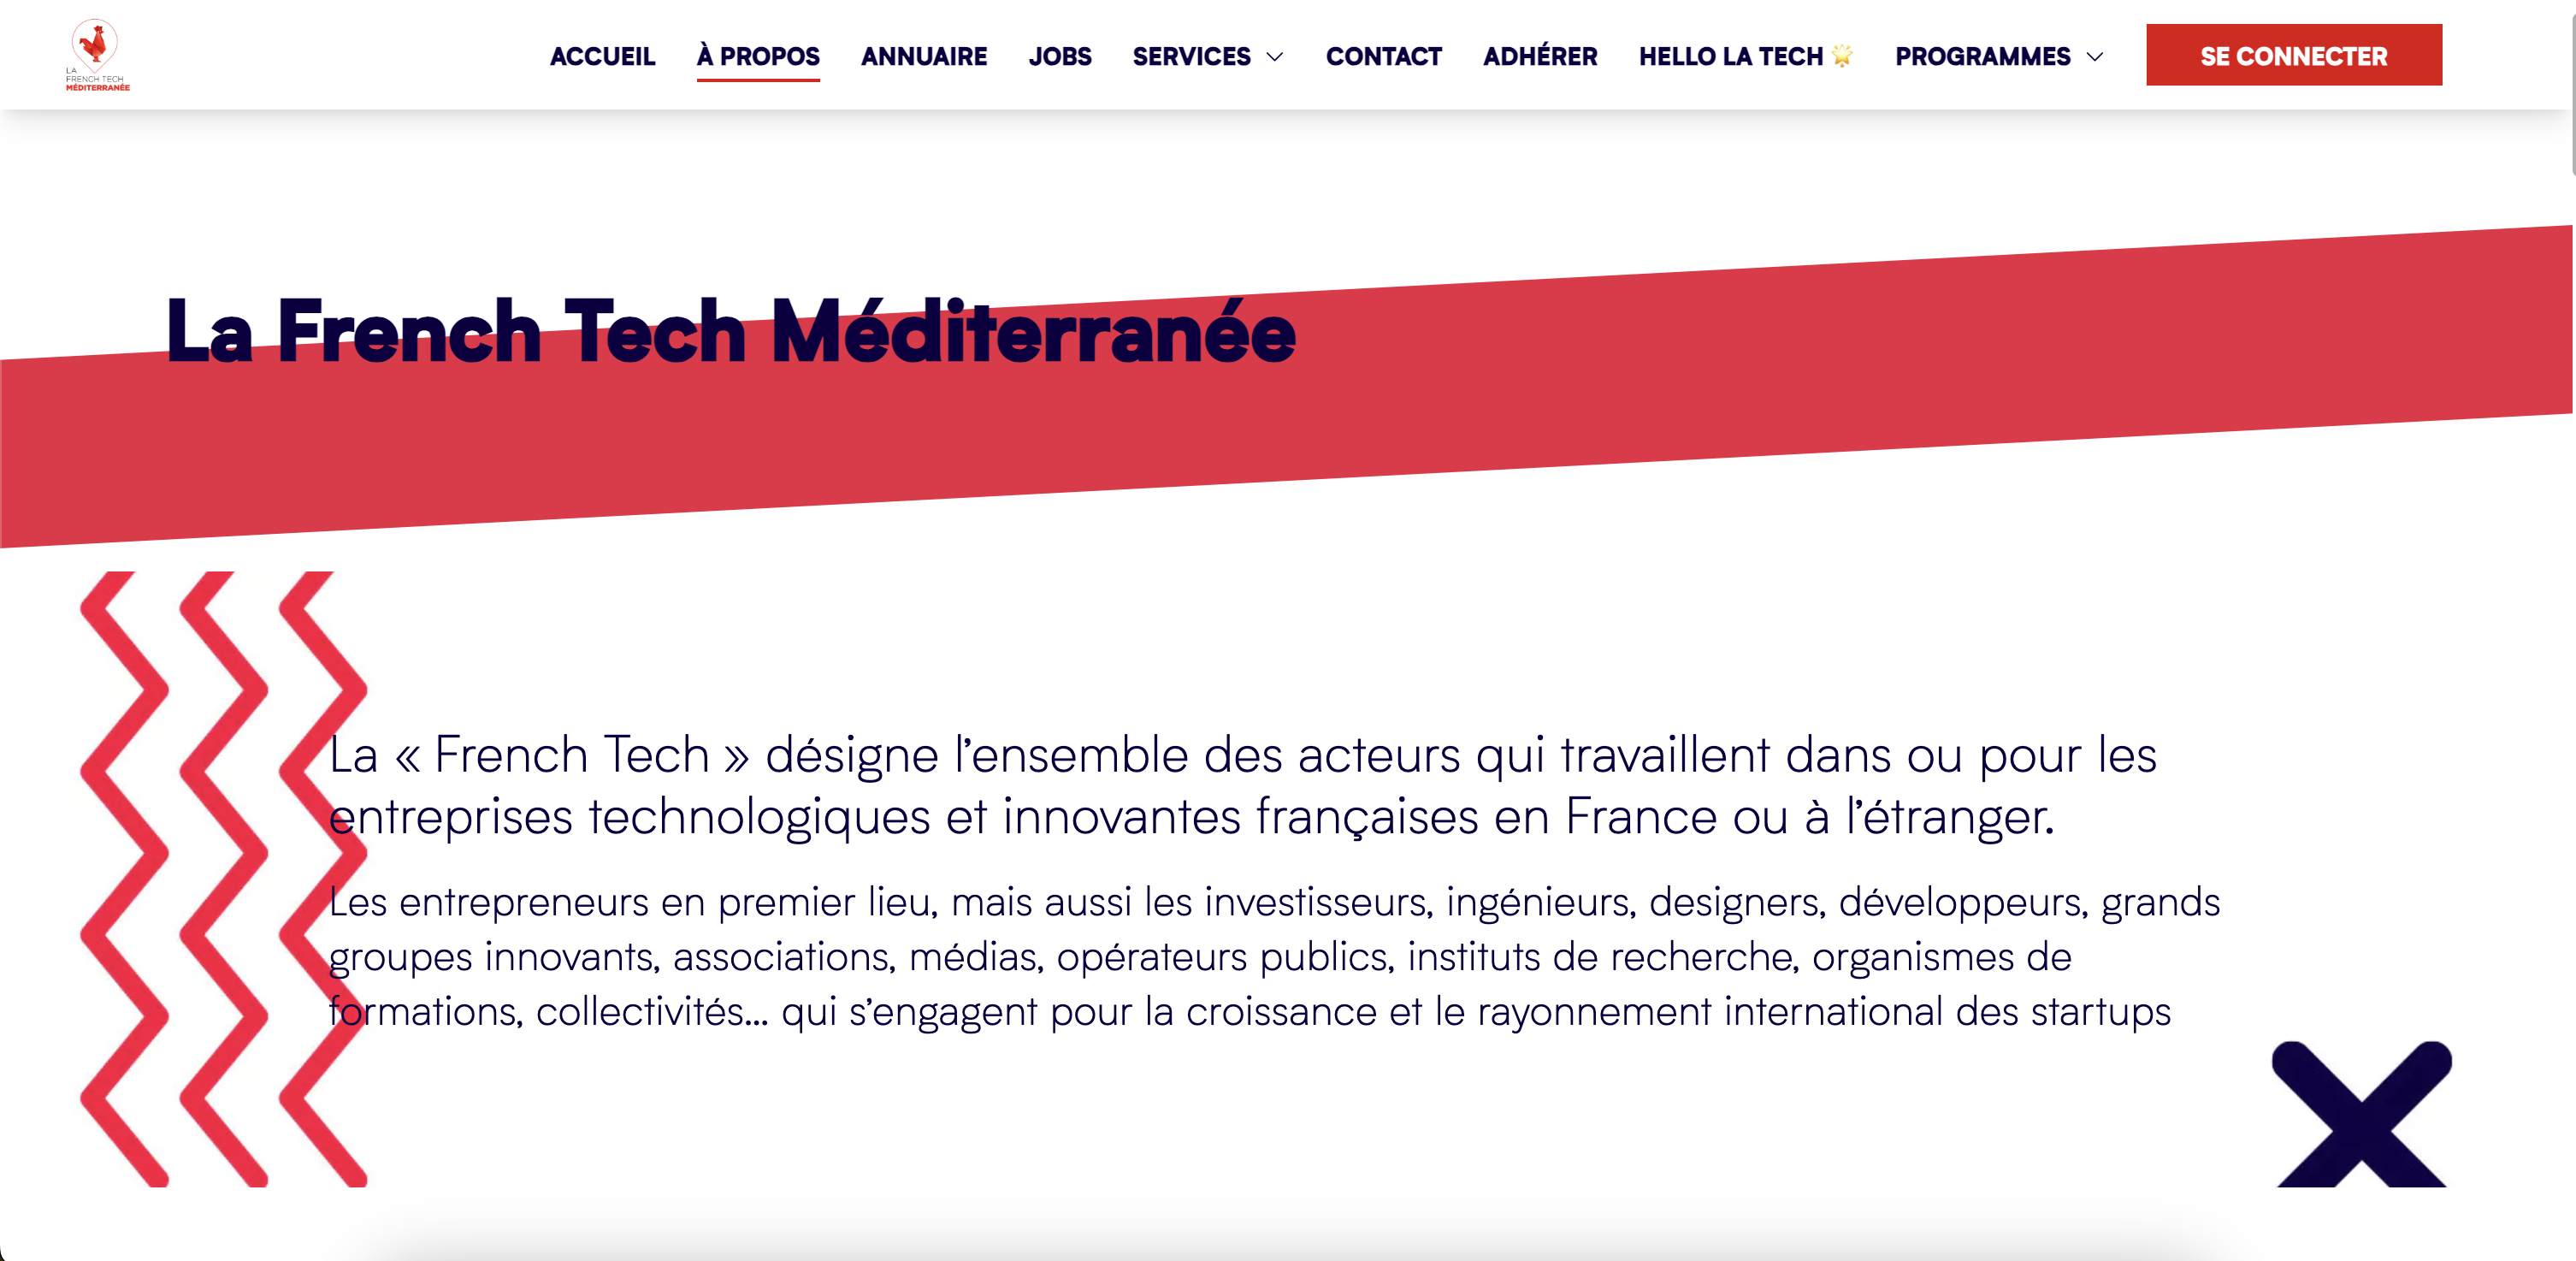 LA
FRENCH TECH
MÉDITERRANÉE
ACCUEIL
À PROPOS
ANNUAIRE
JOBS
SERVICES
CONTACT
ADHÉRER
HELLO LA TECH 🌟
PROGRAMMES
SE CONNECTER
La French Tech Méditerranée
La « French Tech » désigne l’ensemble des acteurs qui travaillent dans ou pour les
entreprises technologiques et innovantes françaises en France ou à l’étranger.
Les entrepreneurs en premier lieu, mais aussi les investisseurs, ingénieurs, designers, développeurs, grands
groupes innovants, associations, médias, opérateurs publics, instituts de recherche, organismes de
formations, collectivités… qui s’engagent pour la croissance et le rayonnement international des startups